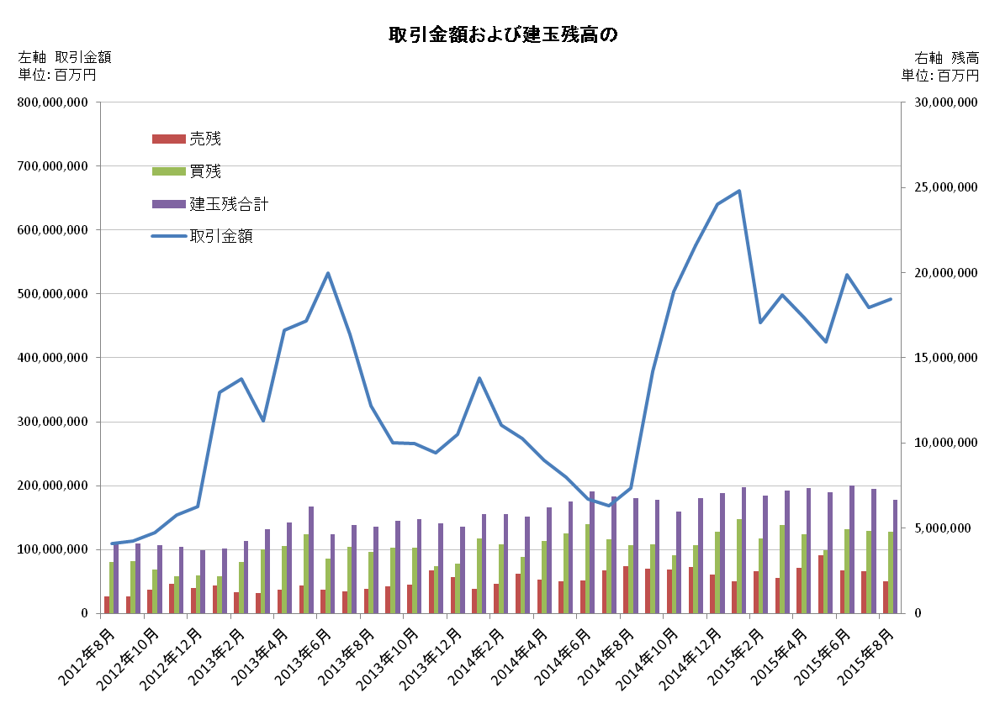 取引金額および建玉残高の
左軸 取引金額
単位: 百万円
右軸 残高
単位: 百万円
800,000,000
700,000,000
600,000,000
500,000,000
400,000,000
300,000,000
200,000,000
100,000,000
0
30,000,000
25,000,000
20,000,000
15,000,000
10,000,000
5,000,000
0
売残
買残
建玉残合計
取引金額
2012年8月
2012年10月
2012年12月
2013年2月
2013年4月
2013年6月
2013年8月
2013年10月
2013年12月
2014年2月
2014年4月
2014年6月
2014年8月
2014年10月
2014年12月
2015年2月
2015年4月
2015年6月
2015年8月